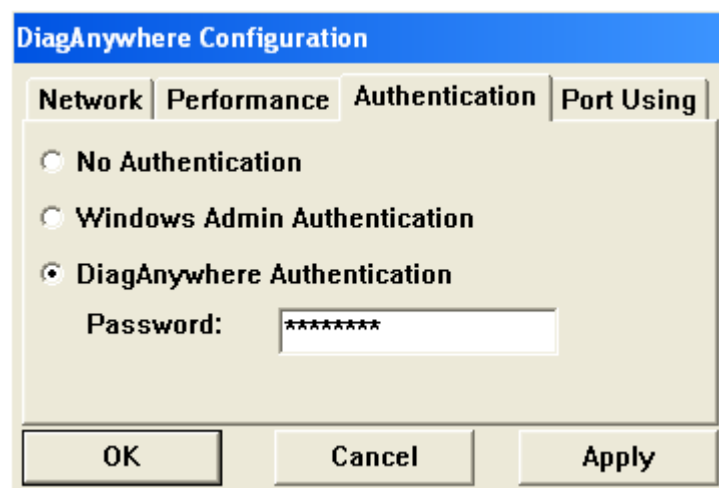 DiagAnywhere Configuration
Network Performance Authentication Port Using
No Authentication
Windows Admin Authentication
DiagAnywhere Authentication
Password: ********
OK Cancel Apply